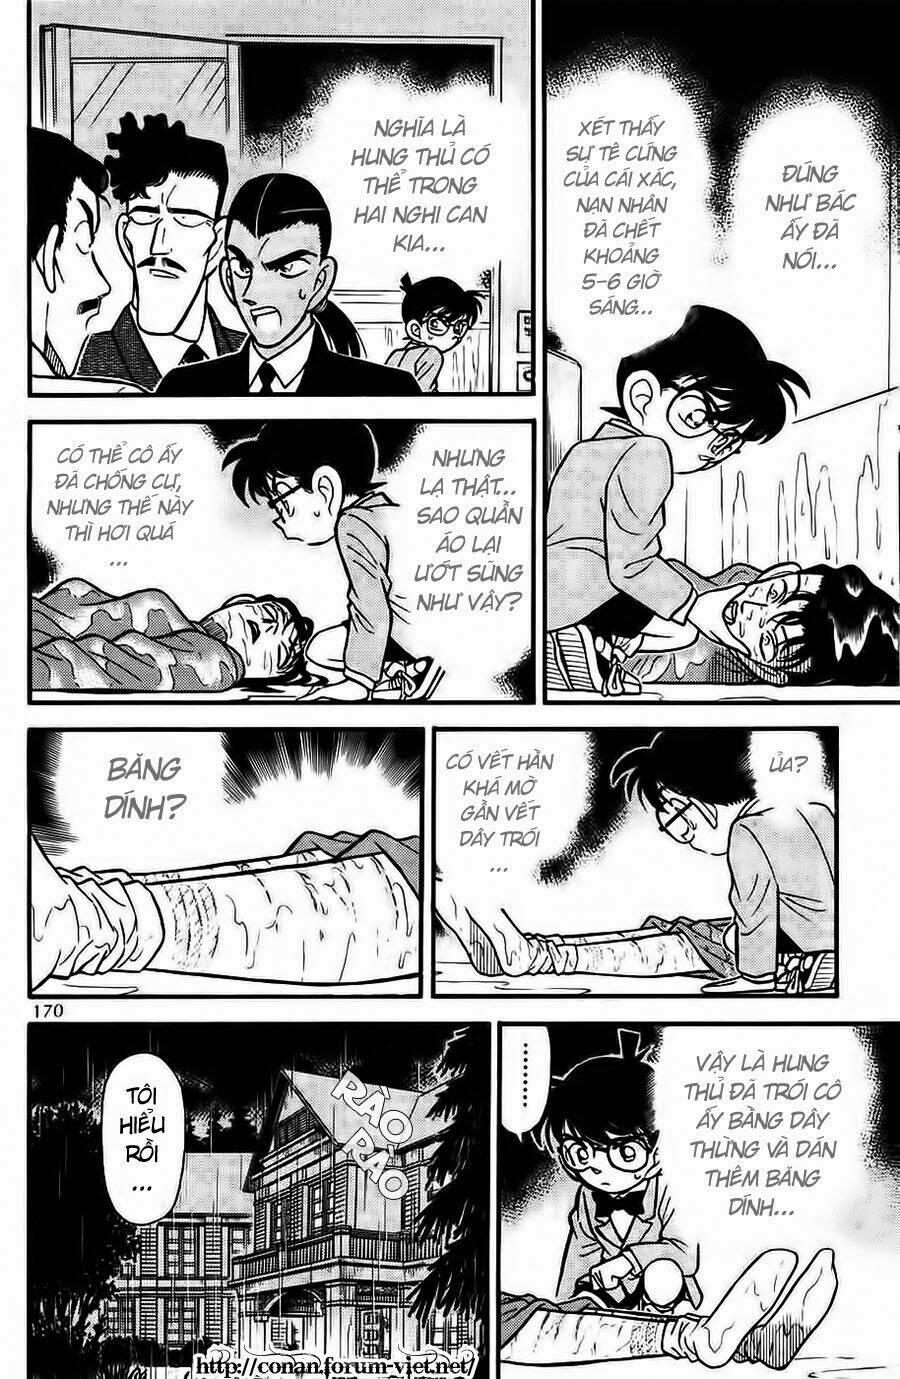 ĐÚNG
NHƯ BÁC
ẤY ĐÃ
NÓI...
XÉT THẤY
SỰ TÊ CỨNG
CỦA CÁI XÁC,
NẠN NHÂN
ĐÃ CHẾT
KHOẢNG
5-6 GIỜ
SÁNG...
NGHĨA LÀ
HUNG THỦ CÓ
THỂ TRONG
HAI NGHI CAN
KIA...
NHƯNG
LẠ THẬT...
SAO QUẦN
ÁO LẠI
ƯỚT SŨNG
NHƯ VẬY?
CÓ THỂ CÔ ẤY
ĐÃ CHỐNG CỰ,
NHƯNG THẾ NÀY
THÌ HƠI QUÁ
...
ỦA?
CÓ VẾT HẰN
KHÁ MỜ
GẦN VẾT
DÂY TRÓI
...
BĂNG
DÍNH?
170
VẬY LÀ HUNG
THỦ ĐÃ TRÓI CÔ
ẤY BẰNG DÂY
THỪNG VÀ DÁN
THÊM BĂNG
DÍNH...
........
RÀO
RÀO
TÔI
HIỂU
RỒI
...
http://conan.forum-viet.net/